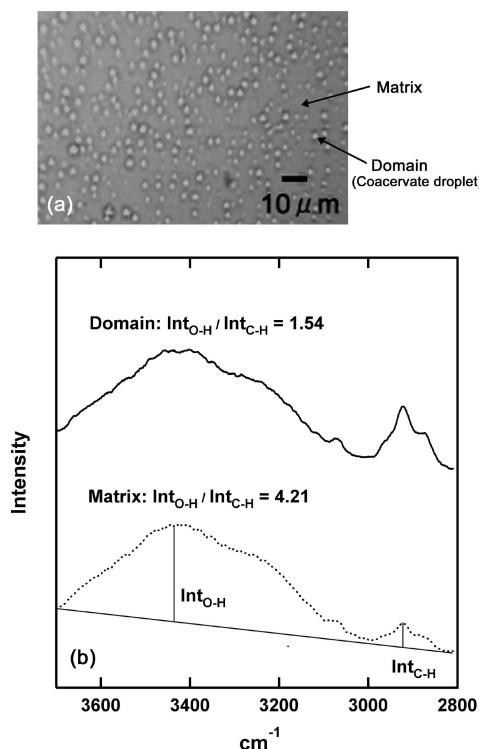 Matrix
Domain
(Coacervate droplet)
(a)
10 μm
Domain: IntO-H / IntC-H = 1.54
Matrix: IntO-H / IntC-H = 4.21
IntO-H
IntC-H
(b)
Intensity
3600 3400 3200 3000 2800
cm-1